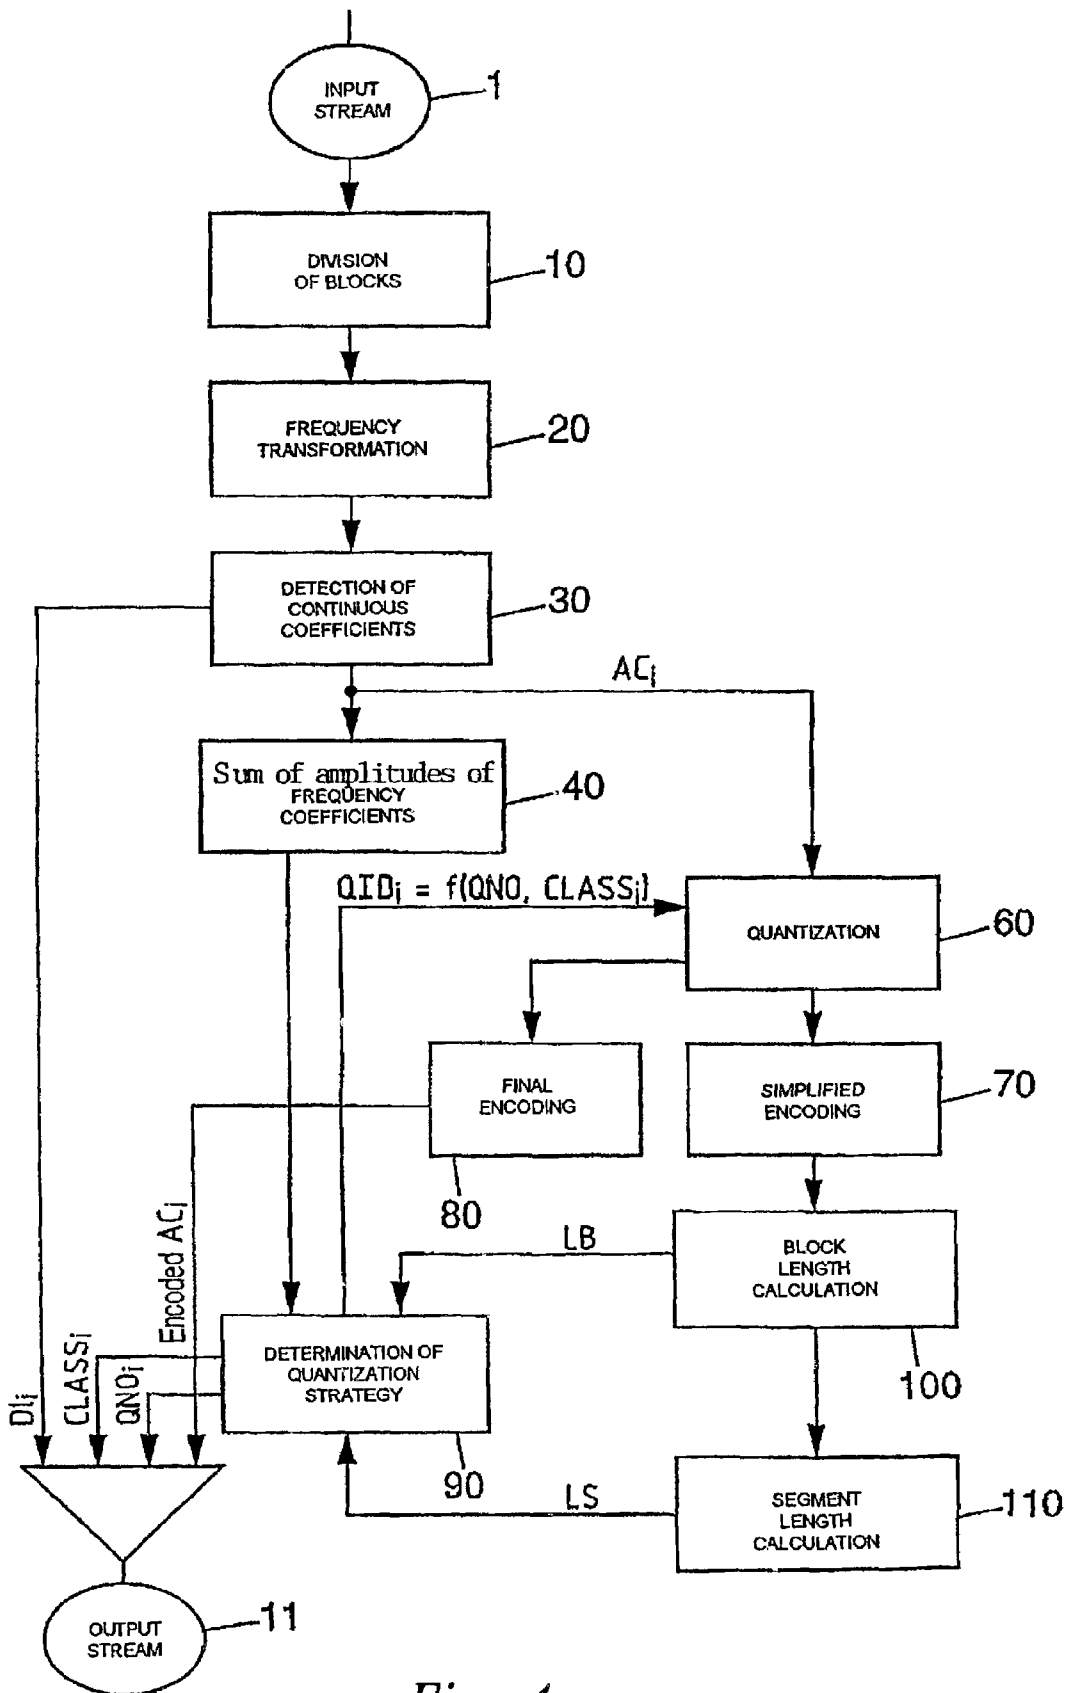 INPUT
STREAM
1
DIVISION
OF BLOCKS
10
FREQUENCY
TRANSFORMATION
20
DETECTION OF
CONTINUOUS
COEFFICIENTS
30
ACi
Sum of amplitudes of
FREQUENCY
COEFFICIENTS
40
QIDi = f(QNO, CLASSi)
QUANTIZATION
60
FINAL
ENCODING
80
SIMPLIFIED
ENCODING
70
LB
BLOCK
LENGTH
CALCULATION
100
DETERMINATION OF
QUANTIZATION
STRATEGY
90
LS
SEGMENT
LENGTH
CALCULATION
110
DIi
CLASSi
QNOi
Encoded ACi
OUTPUT
STREAM
11